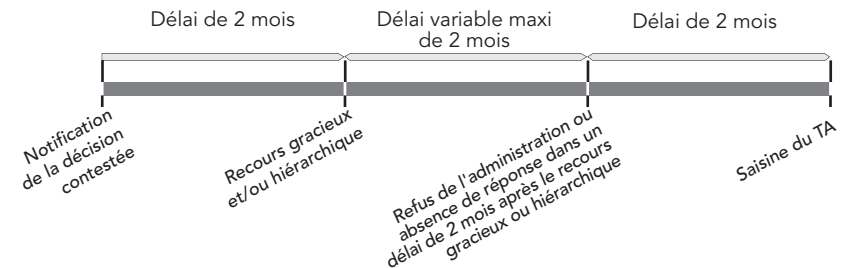 Délai de 2 mois
Délai variable maxi
de 2 mois
Délai de 2 mois
Notification
de la décision
contestée
Recours gracieux
et/ou hiérarchique
Refus de l'administration ou
absence de réponse dans un
délai de 2 mois après le recours
gracieux ou hiérarchique
Saisine du TA